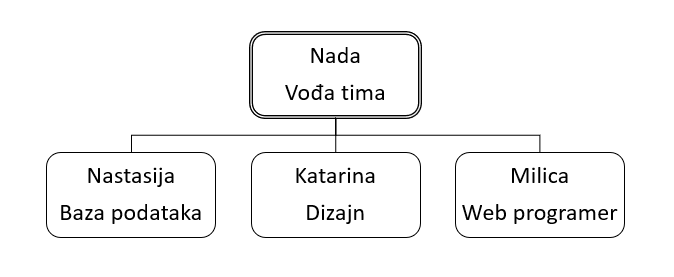 Nada
Vođa tima
Nastasija
Baza podataka
Katarina
Dizajn
Milica
Web programer